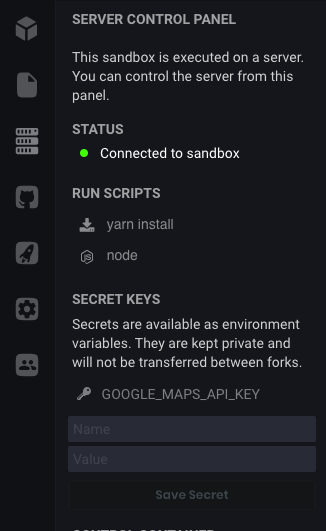 SERVER CONTROL PANEL
This sandbox is executed on a server.
You can control the server from this
panel.
STATUS
Connected to sandbox
RUN SCRIPTS
yarn install
node
SECRET KEYS
Secrets are available as environment
variables. They are kept private and
will not be transferred between forks.
GOOGLE_MAPS_API_KEY
Name
Value
Save Secret